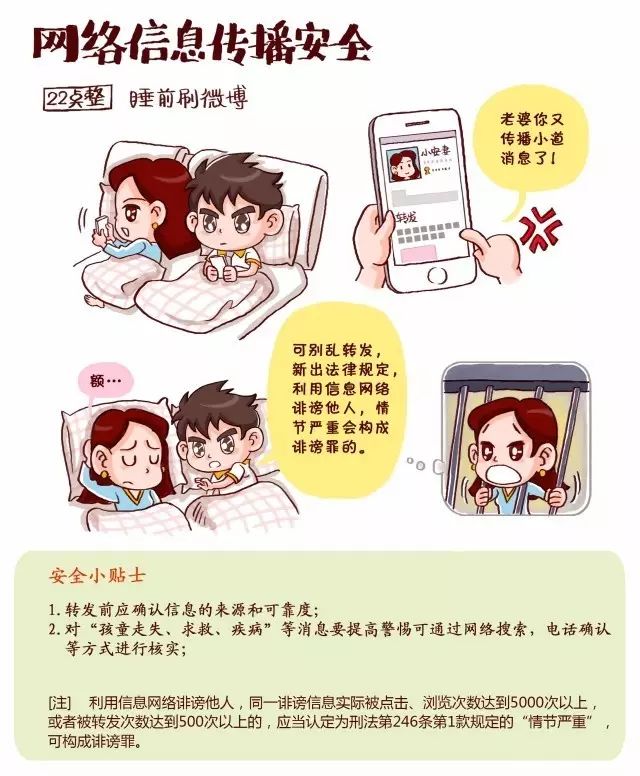 网络信息传播安全
22点整 睡前刷微博
老婆你又
传播小道
消息了！
小安妻
转发
可别乱转发，
新出法律规定，
利用信息网络
诽谤他人，情
节严重会构成
诽谤罪的。
额…
安全小贴士
1. 转发前应确认信息的来源和可靠度；
2. 对“孩童走失、求救、疾病”等消息要提高警惕可通过网络搜索，电话确认
等方式进行核实；
[注] 利用信息网络诽谤他人，同一诽谤信息实际被点击、浏览次数达到5000次以上，
或者被转发次数达到500次以上的，应当认定为刑法第246条第1款规定的“情节严重”，
可构成诽谤罪。